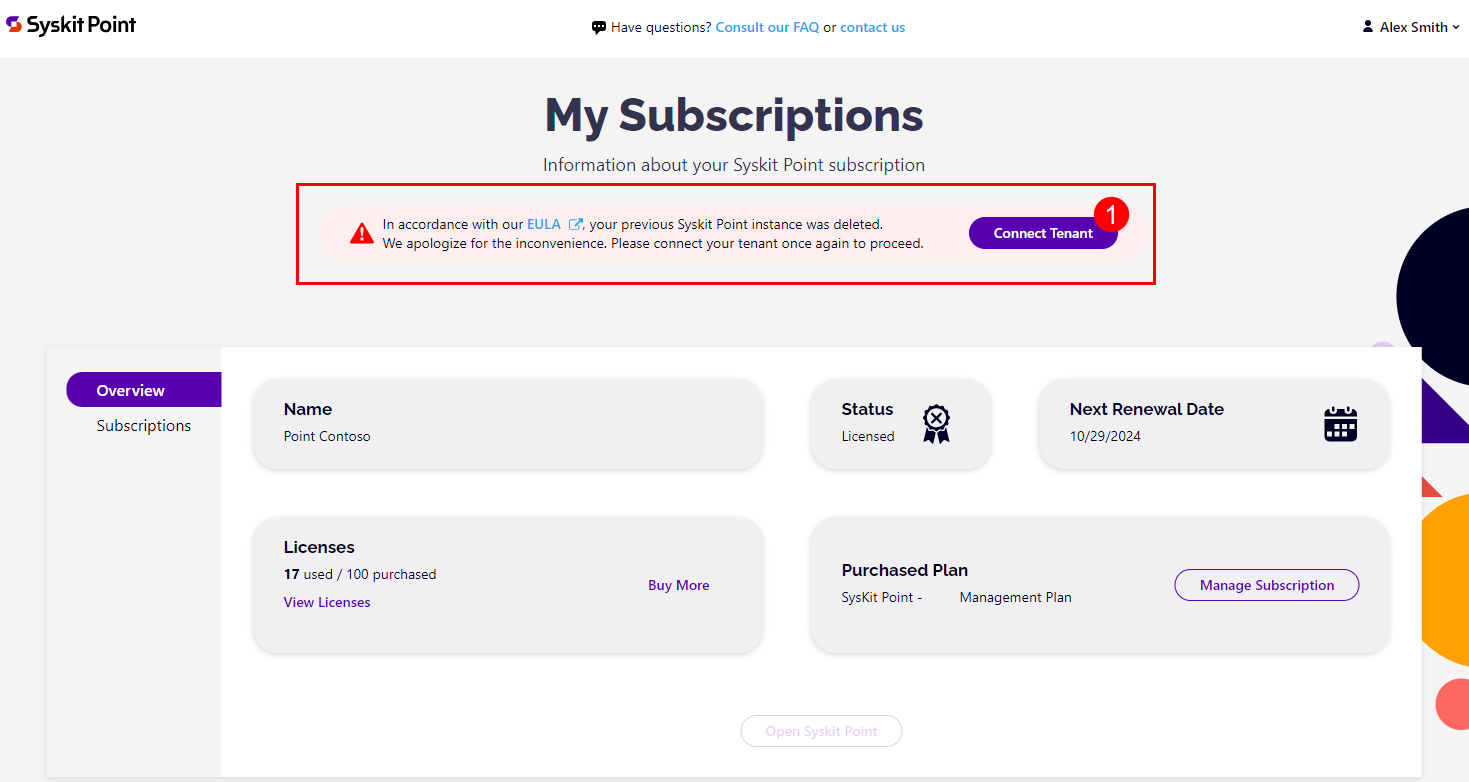 Syskit Point
Have questions? Consult our FAQ or contact us
Alex Smith
My Subscriptions
Information about your Syskit Point subscription
In accordance with our EULA , your previous Syskit Point instance was deleted.
We apologize for the inconvenience. Please connect your tenant once again to proceed.
Connect Tenant
1
Overview
Subscriptions
Name
Point Contoso
Status
Licensed
Next Renewal Date
10/29/2024
Licenses
17 used / 100 purchased
View Licenses
Buy More
Purchased Plan
SysKit Point - Management Plan
Manage Subscription
Open Syskit Point